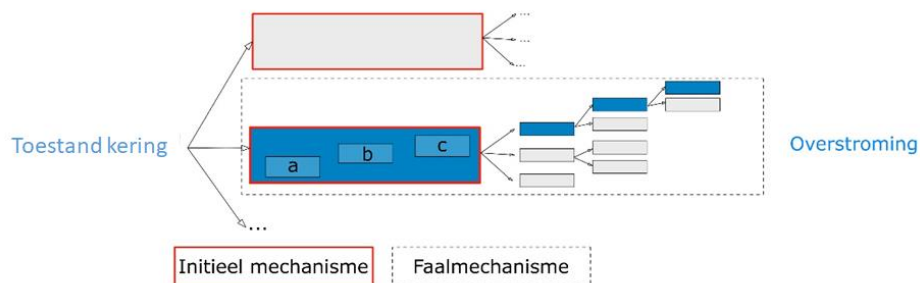 ...
...
...
Toestand kering
a
b
c
Overstroming
...
Initieel mechanisme
Faalmechanisme